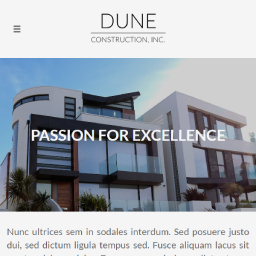 DUNE
CONSTRUCTION, INC.
PASSION FOR EXCELLENCE
Nunc ultrices sem in sodales interdum. Sed posuere justo
dui, sed dictum ligula tempus sed. Fusce aliquam lacus sit